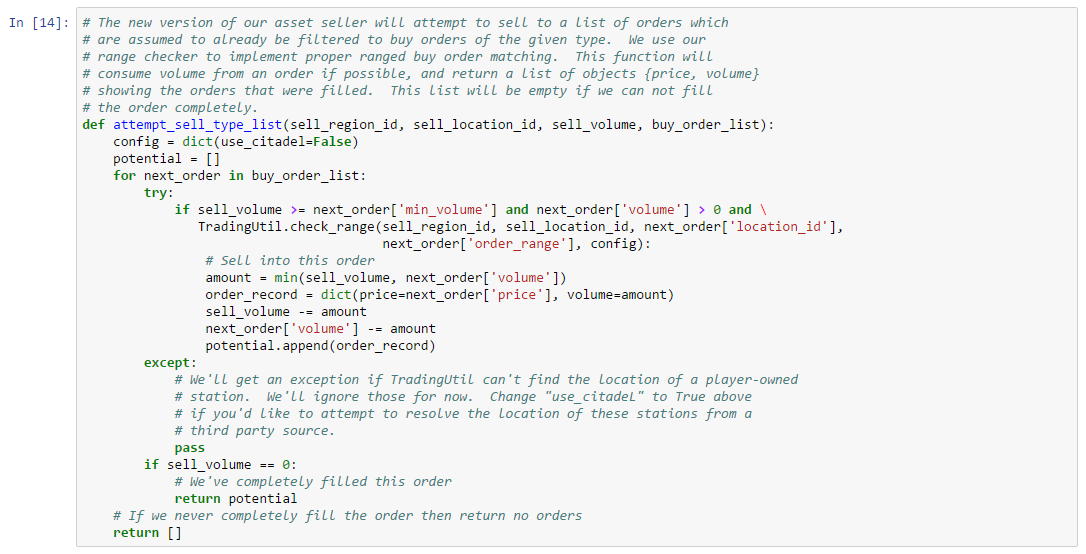 In [14]: # The new version of our asset seller will attempt to sell to a list of orders which
# are assumed to already be filtered to buy orders of the given type.  We use our
# range checker to implement proper ranged buy order matching.  This function will
# consume volume from an order if possible, and return a list of objects {price, volume}
# showing the orders that were filled.  This list will be empty if we can not fill
# the order completely.
def attempt_sell_type_list(sell_region_id, sell_location_id, sell_volume, buy_order_list):
    config = dict(use_citadel=False)
    potential = []
    for next_order in buy_order_list:
        try:
            if sell_volume >= next_order['min_volume'] and next_order['volume'] > 0 and \
               TradingUtil.check_range(sell_region_id, sell_location_id, next_order['location_id'],
                                       next_order['order_range'], config):
                # Sell into this order
                amount = min(sell_volume, next_order['volume'])
                order_record = dict(price=next_order['price'], volume=amount)
                sell_volume -= amount
                next_order['volume'] -= amount
                potential.append(order_record)
        except:
            # We'll get an exception if TradingUtil can't find the location of a player-owned
            # station.  We'll ignore those for now.  Change "use_citadel" to True above
            # if you'd like to attempt to resolve the location of these stations from a
            # third party source.
            pass
        if sell_volume == 0:
            # We've completely filled this order
            return potential
    # If we never completely fill the order then return no orders
    return []